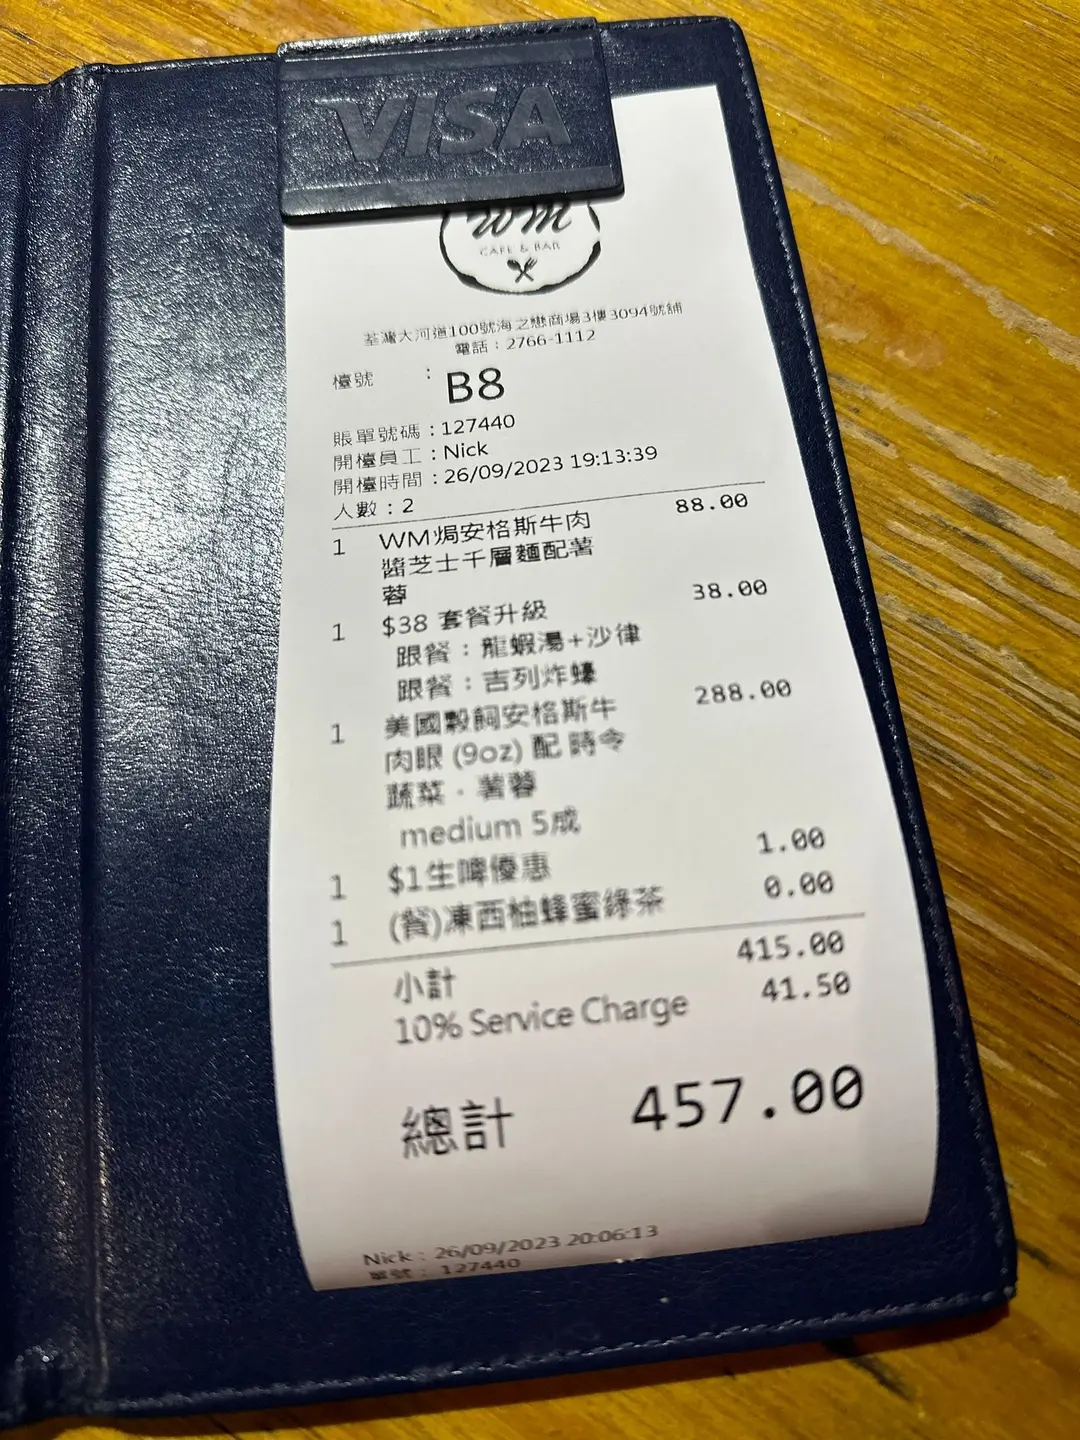 VISA
WM
CAFE & BAR
荃灣大河道100號海之戀商場3樓3094號舖
電話：2766-1112
檯號 : B8
賬單號碼：127440
開檯員工：Nick
開檯時間：26/09/2023 19:13:39
人數：2
1 WM焗安格斯牛肉 88.00
醬芝士千層麵配薯
蓉
1 $38 套餐升級 38.00
跟餐：龍蝦湯+沙律
跟餐：吉列炸蠔
1 美國穀飼安格斯牛 288.00
肉眼 (9oz) 配 時令
蔬菜．薯蓉
medium 5成
1 $1生啤優惠 1.00
1 (餐)凍西柚蜂蜜綠茶 0.00
小計 415.00
10% Service Charge 41.50
總計 457.00
Nick : 26/09/2023 20:06:13
單號： 127440